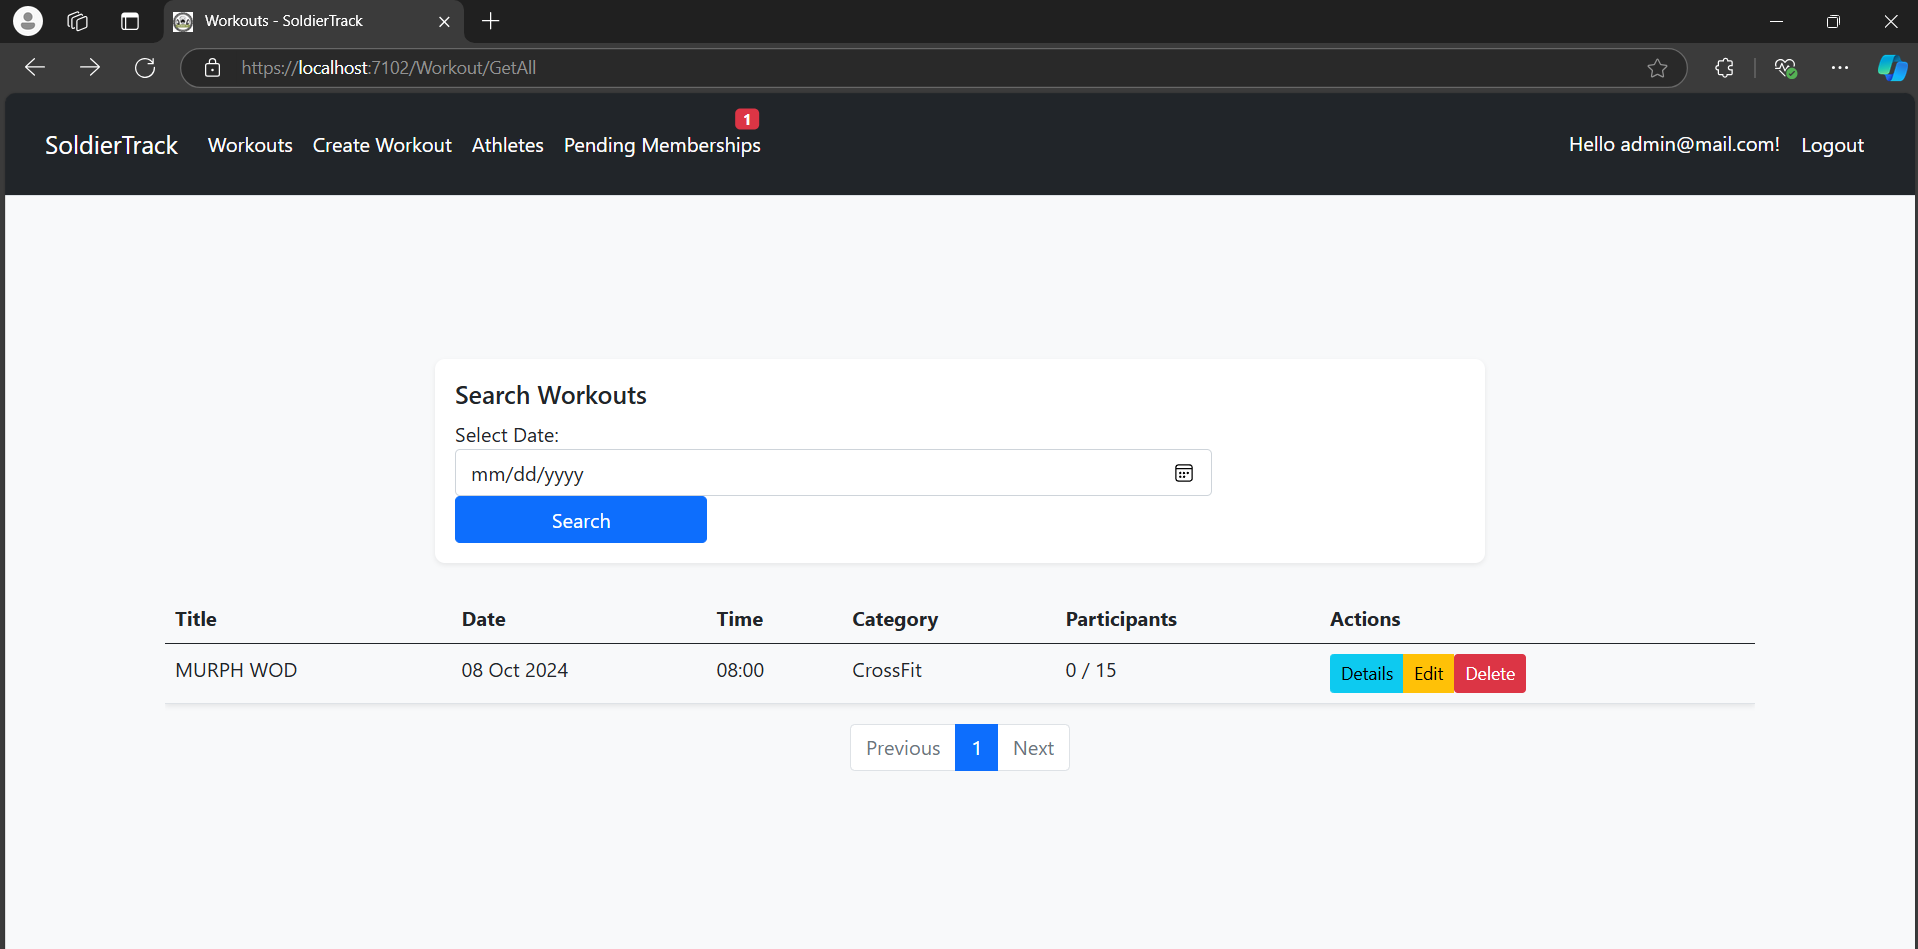 Workouts - SoldierTrack
https://localhost:7102/Workout/GetAll
SoldierTrack Workouts Create Workout Athletes Pending Memberships 1 Hello admin@mail.com! Logout
Search Workouts
Select Date:
mm/dd/yyyy
Search
Title Date Time Category Participants Actions
MURPH WOD 08 Oct 2024 08:00 CrossFit 0 / 15 Details Edit Delete
Previous 1 Next